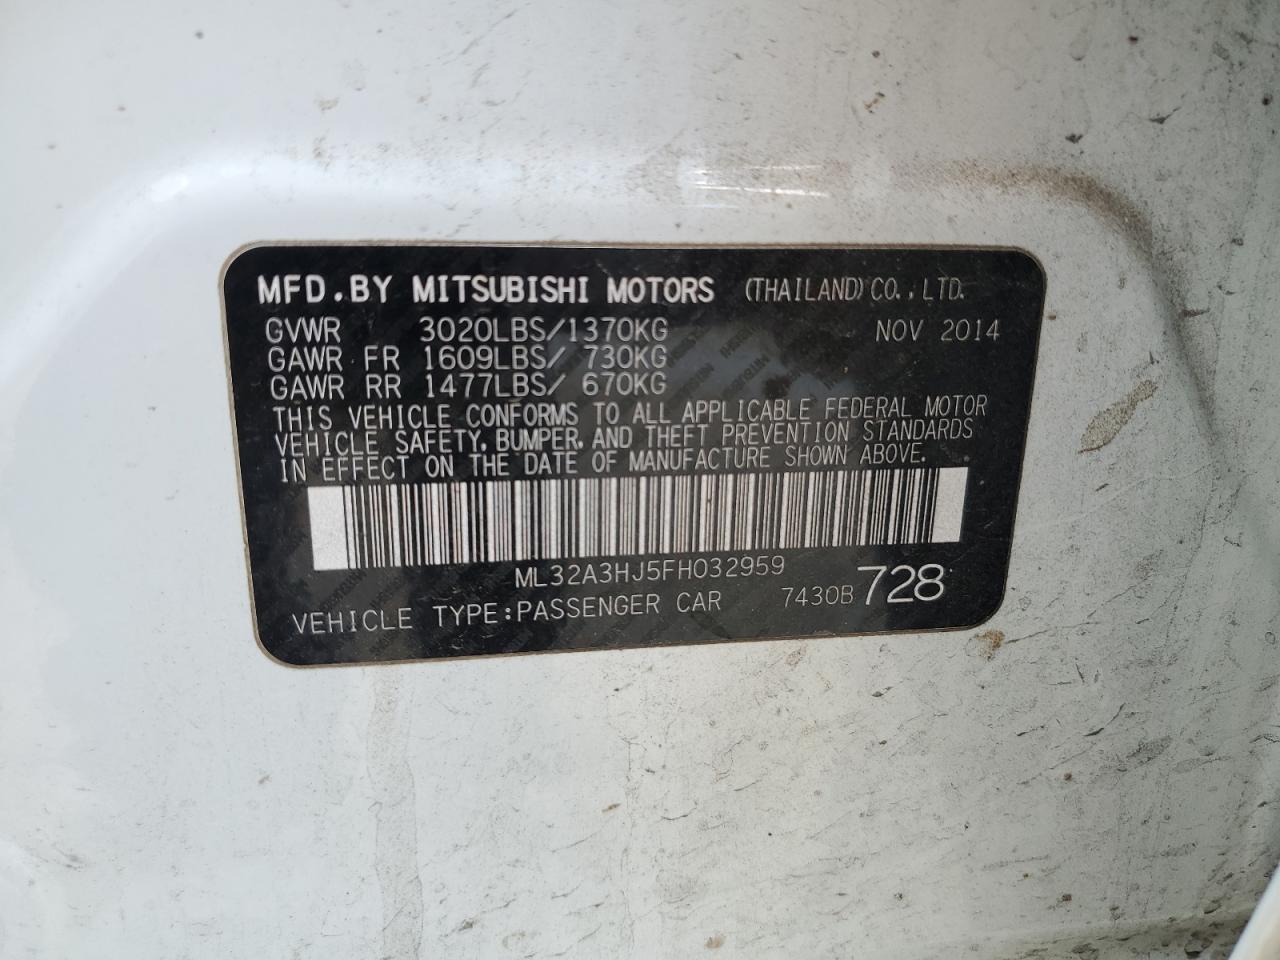 MFD.BY MITSUBISHI MOTORS (THAILAND) CO., LTD.
GVWR 3020LBS/1370KG NOV 2014
GAWR FR 1609LBS/ 730KG
GAWR RR 1477LBS/ 670KG
THIS VEHICLE CONFORMS TO ALL APPLICABLE FEDERAL MOTOR
VEHICLE SAFETY, BUMPER, AND THEFT PREVENTION STANDARDS
IN EFFECT ON THE DATE OF MANUFACTURE SHOWN ABOVE.
ML32A3HJ5FH032959
VEHICLE TYPE:PASSENGER CAR 7430B 728